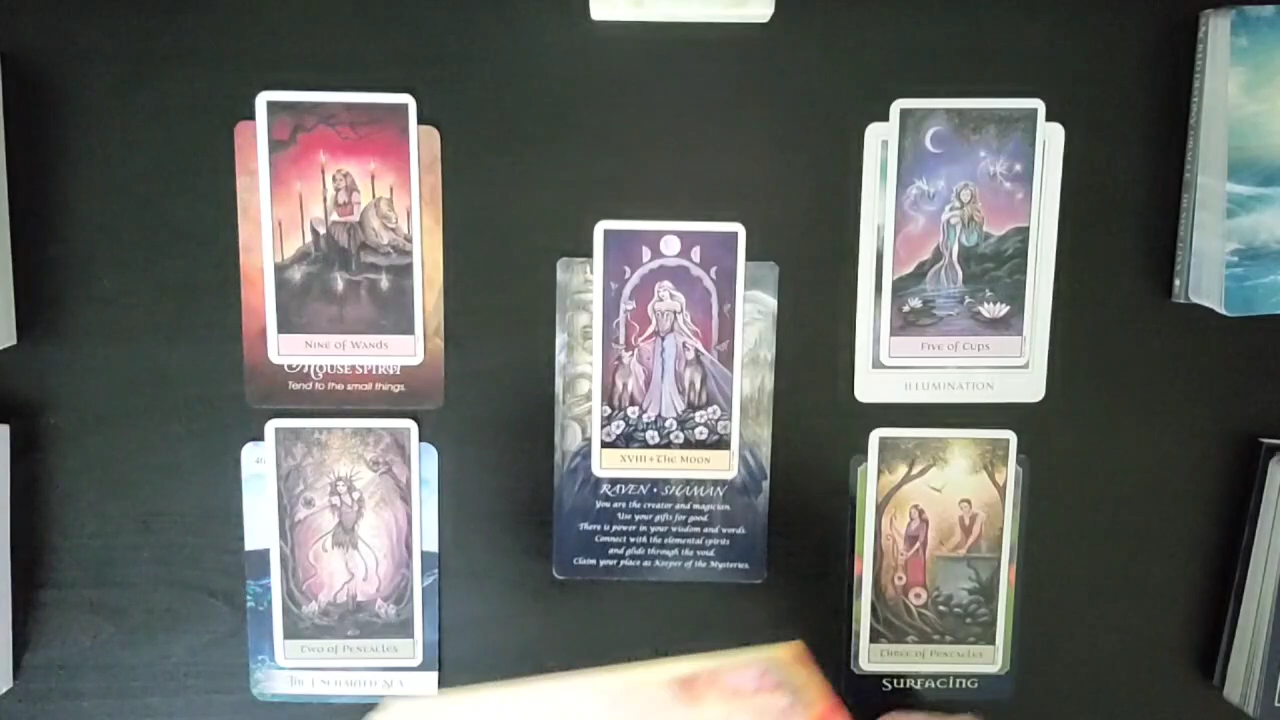 Nine of Wands
Mouse Spirit
Tend to the small things.
Five of Cups
ILLUMINATION
XVIII The Moon
RAVEN • SHAMAN
You are the creator and magician.
Use your gifts for good.
There is power in your wisdom and words.
Connect with the elemental spirits
and glide through the void.
Claim your place as Keeper of the Mysteries.
Two of Pentacles
Three of Pentacles
SURFACING